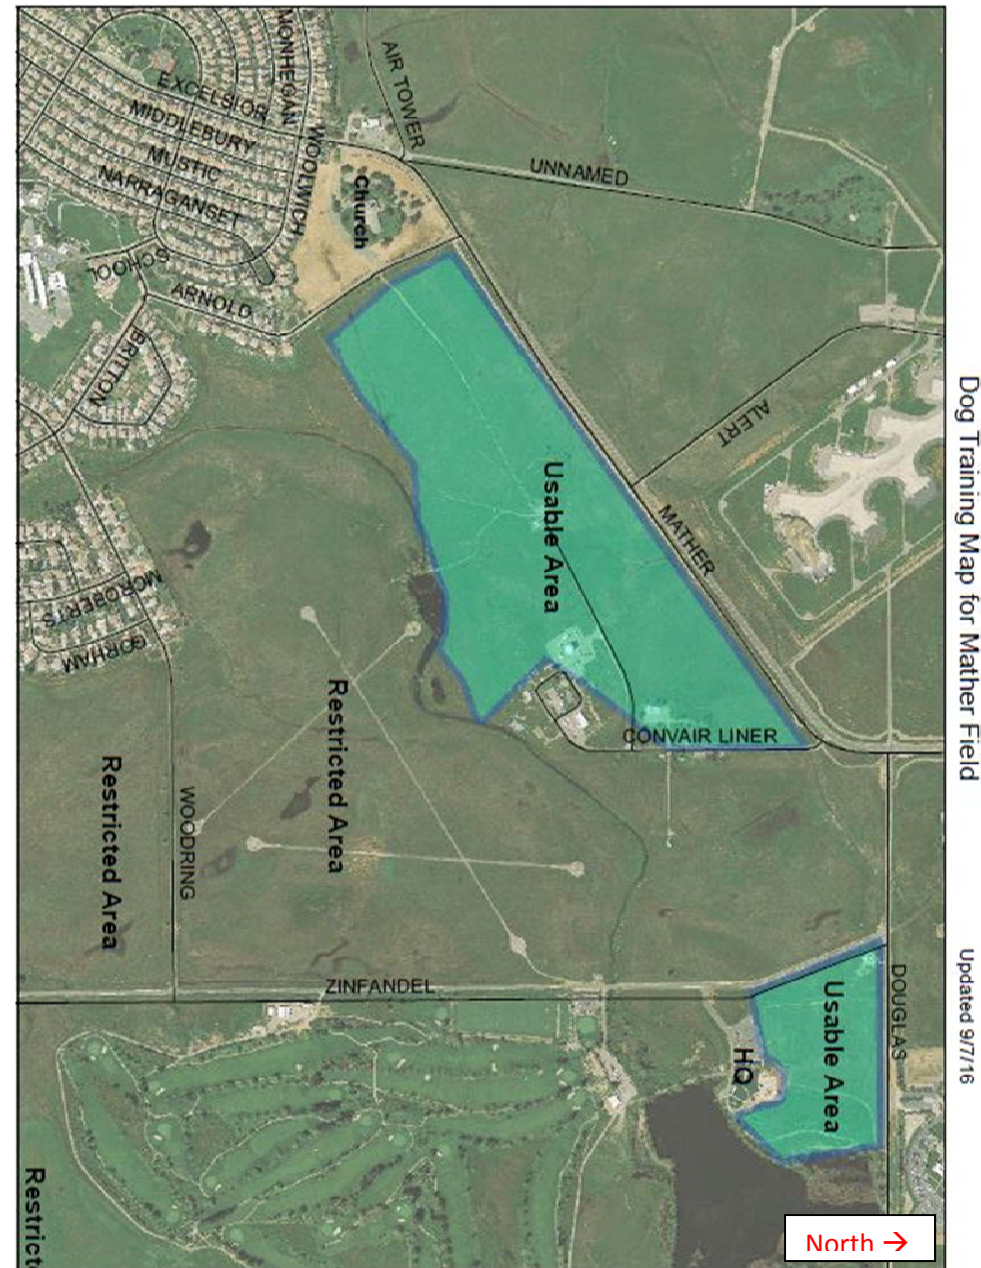 Dog Training Map for Mather Field
Updated 9/7/16
AIR TOWER
UNNAMED
MONHEGAN
EXCELSIOR
WOOLWICH
MIDDLEBURY
MUSTIC
NARRAGANSET
Church
SCHOOL
ARNOLD
BRITTON
ALERT
MATHER
Usable Area
MCROBERTS
GORHAM
CONVAIR LINER
Restricted Area
Restricted Area
WOODRING
ZINFANDEL
DOUGLAS
Usable Area
HQ
Restricte
North →